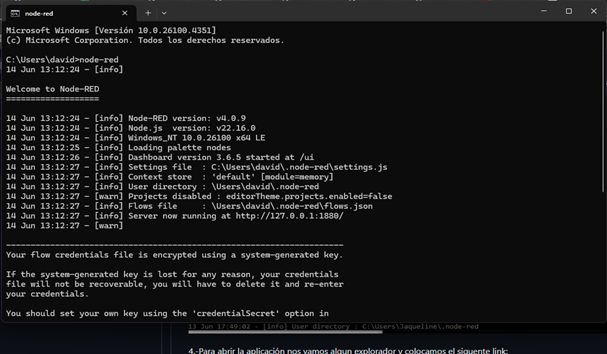 node-red
Microsoft Windows [Versión 10.0.26100.4351]
(c) Microsoft Corporation. Todos los derechos reservados.
C:\Users\david>node-red
14 Jun 13:12:24 - [info]
Welcome to Node-RED
===================
14 Jun 13:12:24 - [info] Node-RED version: v4.0.9
14 Jun 13:12:24 - [info] Node.js  version: v22.16.0
14 Jun 13:12:24 - [info] Windows_NT 10.0.26100 x64 LE
14 Jun 13:12:25 - [info] Loading palette nodes
14 Jun 13:12:26 - [info] Dashboard version 3.6.5 started at /ui
14 Jun 13:12:27 - [info] Settings file  : C:\Users\david\.node-red\settings.js
14 Jun 13:12:27 - [info] Context store  : 'default' [module=memory]
14 Jun 13:12:27 - [info] User directory : \Users\david\.node-red
14 Jun 13:12:27 - [warn] Projects disabled : editorTheme.projects.enabled=false
14 Jun 13:12:27 - [info] Flows file     : \Users\david\.node-red\flows.json
14 Jun 13:12:27 - [info] Server now running at http://127.0.0.1:1880/
14 Jun 13:12:27 - [warn]
---------------------------------------------------------------------
Your flow credentials file is encrypted using a system-generated key.
If the system-generated key is lost for any reason, your credentials
file will not be recoverable, you will have to delete it and re-enter
your credentials.
You should set your own key using the 'credentialSecret' option in
13 Jun 17:49:02 - [info] User directory : C:\Users\Jaqueline\.node-red
4.-Para abrir la aplicación nos vamos algun explorador y colocamos el siguente link: